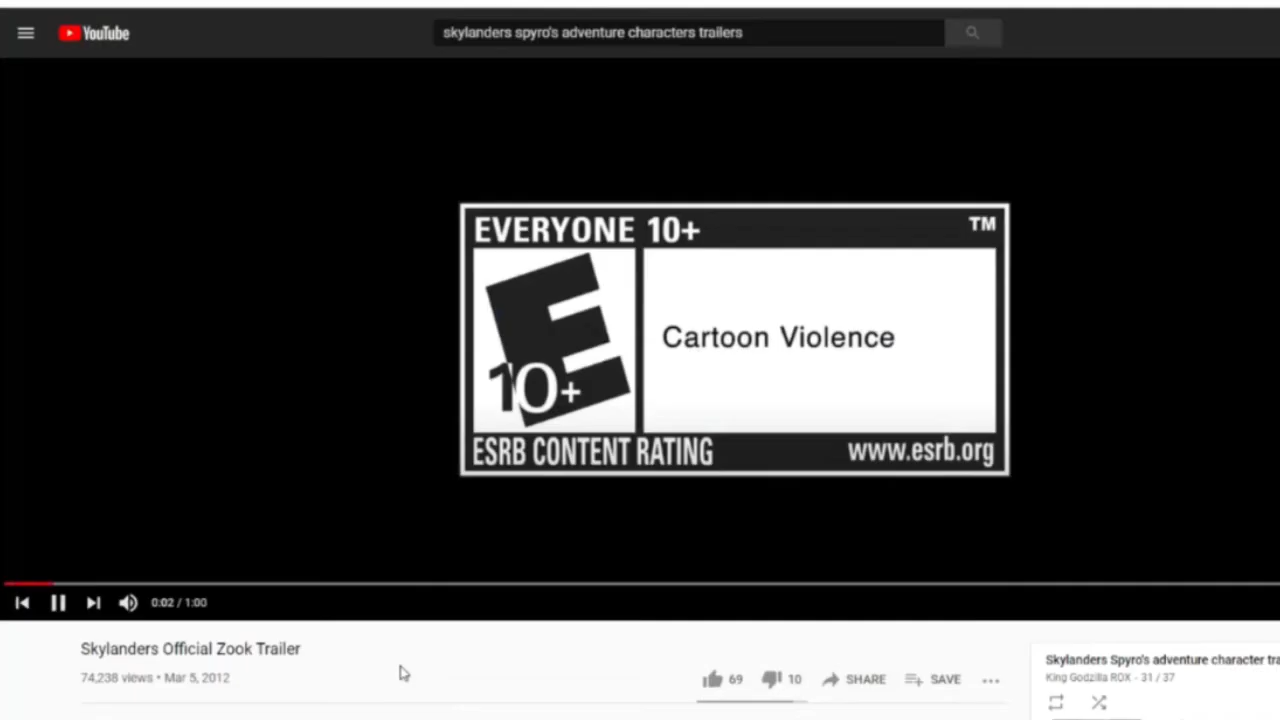 YouTube
skylanders spyro's adventure characters trailers
EVERYONE 10+ TM
E
10+
Cartoon Violence
ESRB CONTENT RATING www.esrb.org
0:02 / 1:00
Skylanders Official Zook Trailer
74,238 views • Mar 5, 2012
69 10 SHARE SAVE
Skylanders Spyro's adventure character tra
King Godzilla ROX - 31 / 37